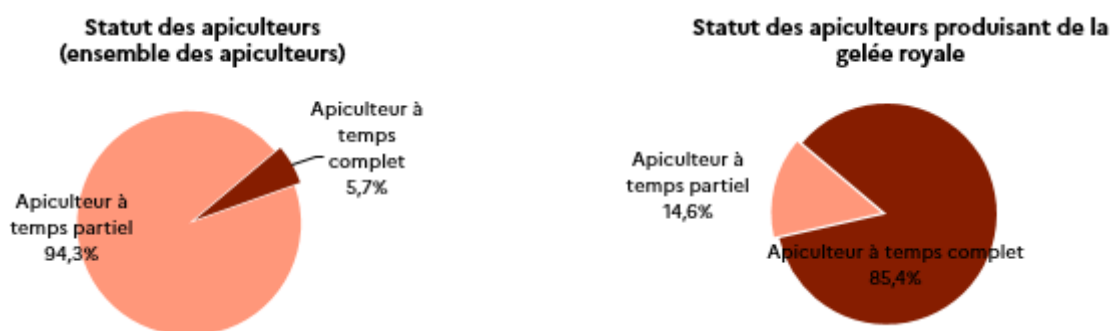 Statut des apiculteurs
(ensemble des apiculteurs)
Apiculteur à
temps
complet
5,7%
Apiculteur à
temps partiel
94,3%
Statut des apiculteurs produisant de la
gelée royale
Apiculteur à
temps partiel
14,6%
Apiculteur à temps complet
85,4%